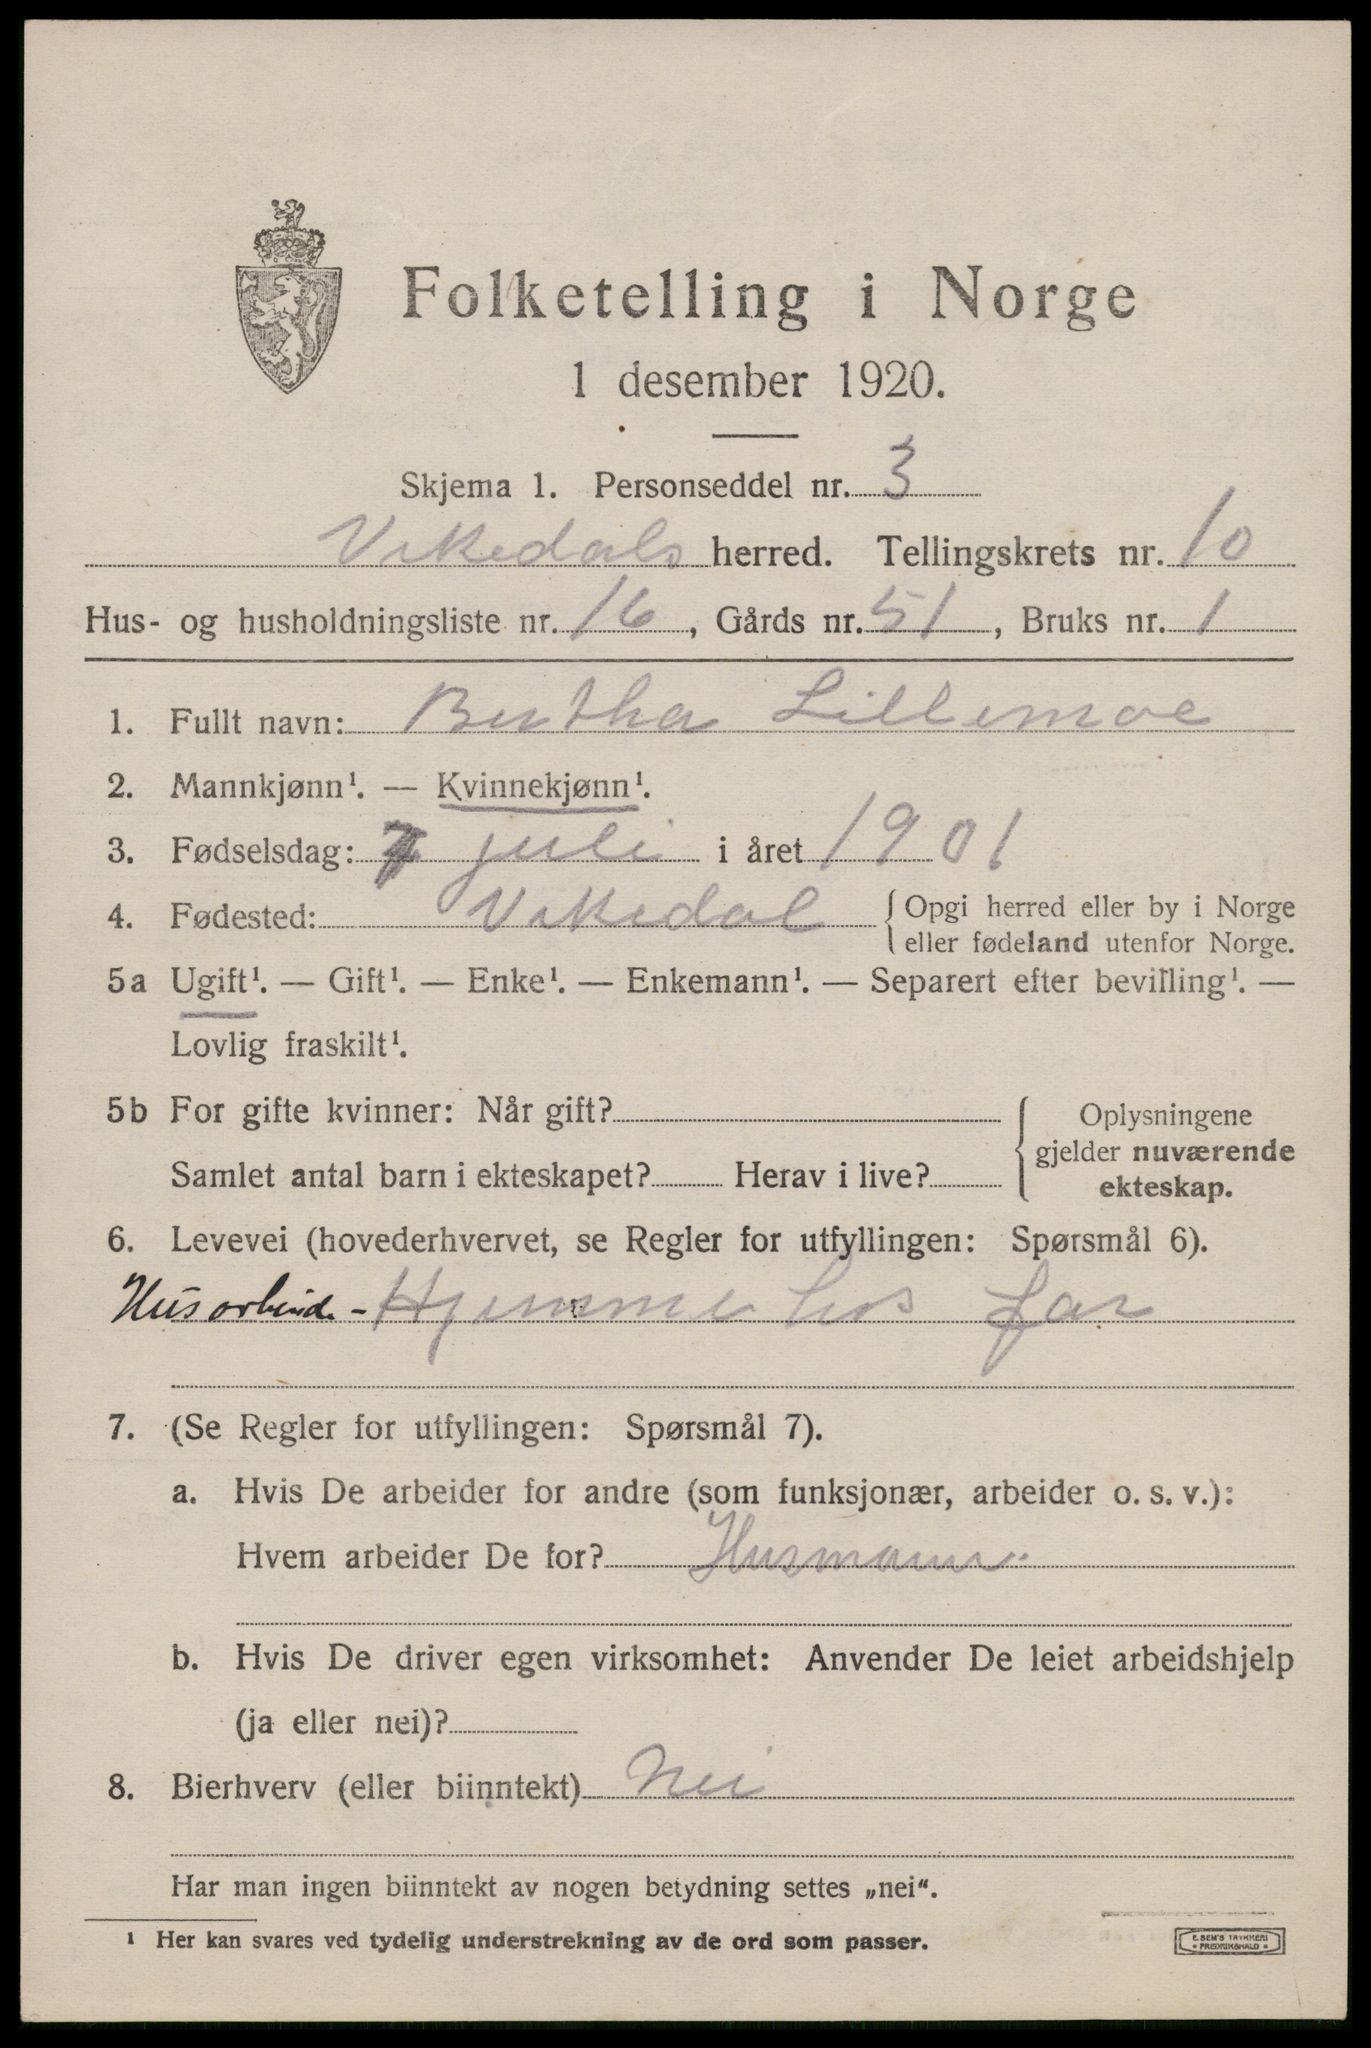 Folketelling i Norge
1 desember 1920.
Skjema 1. Personseddel nr. 3
Vikedals herred. Tellingskrets nr. 10
Hus- og husholdningsliste nr. 16, Gårds nr. 51, Bruks nr. 1
1. Fullt navn: Bertha Lillemoe
2. Mannkjønn¹. — Kvinnekjønn¹.
3. Fødselsdag: 7 juli i året 1901
4. Fødested: Vikedal { Opgi herred eller by i Norge
eller fødeland utenfor Norge.
5a Ugift¹. — Gift¹. — Enke¹. — Enkemann¹. — Separert efter bevilling¹. —
Lovlig fraskilt¹.
5b For gifte kvinner: Når gift? { Oplysningene
gjelder nuværende
Samlet antal barn i ekteskapet? Herav i live? ekteskap.
6. Levevei (hovederhvervet, se Regler for utfyllingen: Spørsmål 6).
Husarbeide - Hjemme hos far
7. (Se Regler for utfyllingen: Spørsmål 7).
a. Hvis De arbeider for andre (som funksjonær, arbeider o. s. v.):
Hvem arbeider De for? Husmann
b. Hvis De driver egen virksomhet: Anvender De leiet arbeidshjelp
(ja eller nei)?
8. Bierhverv (eller biinntekt) Nei
Har man ingen biinntekt av nogen betydning settes „nei“.
¹ Her kan svares ved tydelig understrekning av de ord som passer.
E. SEM'S TRYKKERI
* FREDRIKSHALD *